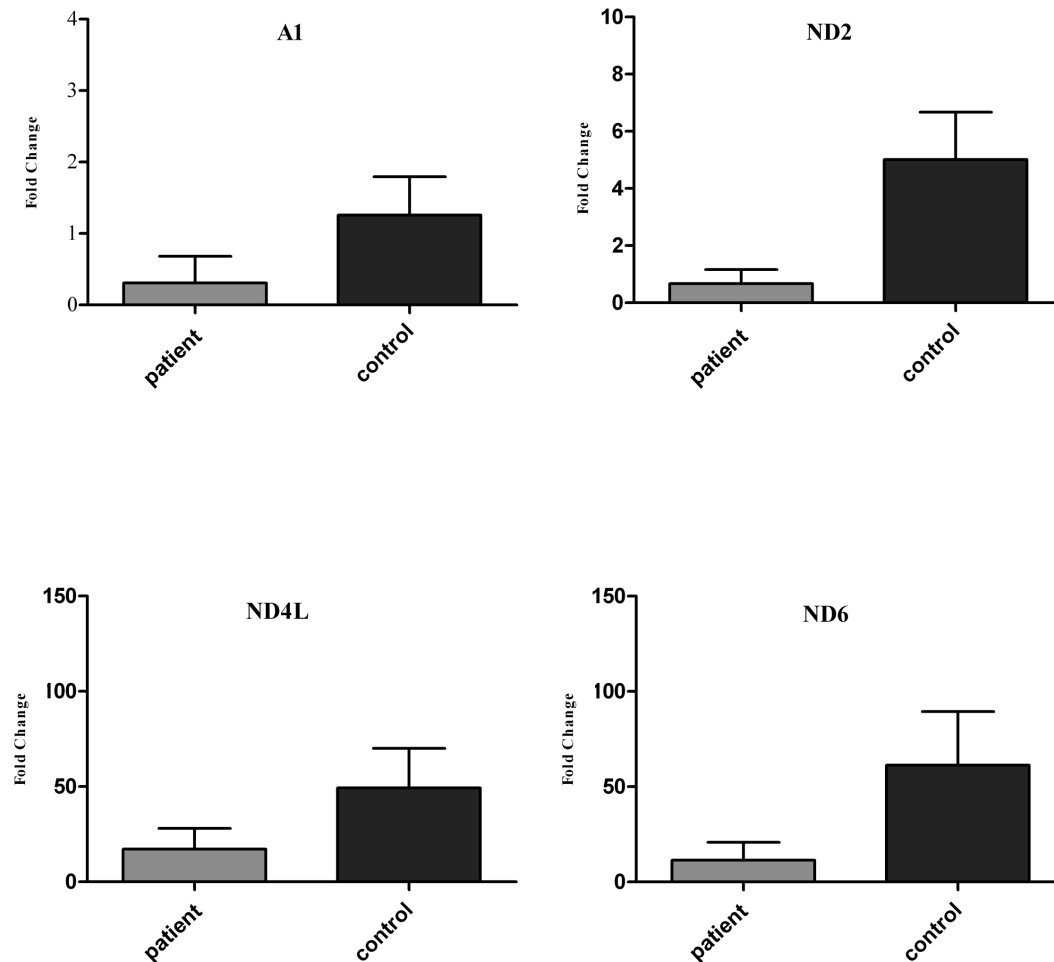 A1
Fold Change
4
3
2
1
0
patient
control
ND2
Fold Change
10
8
6
4
2
0
patient
control
ND4L
Fold Change
150
100
50
0
patient
control
ND6
Fold Change
150
100
50
0
patient
control